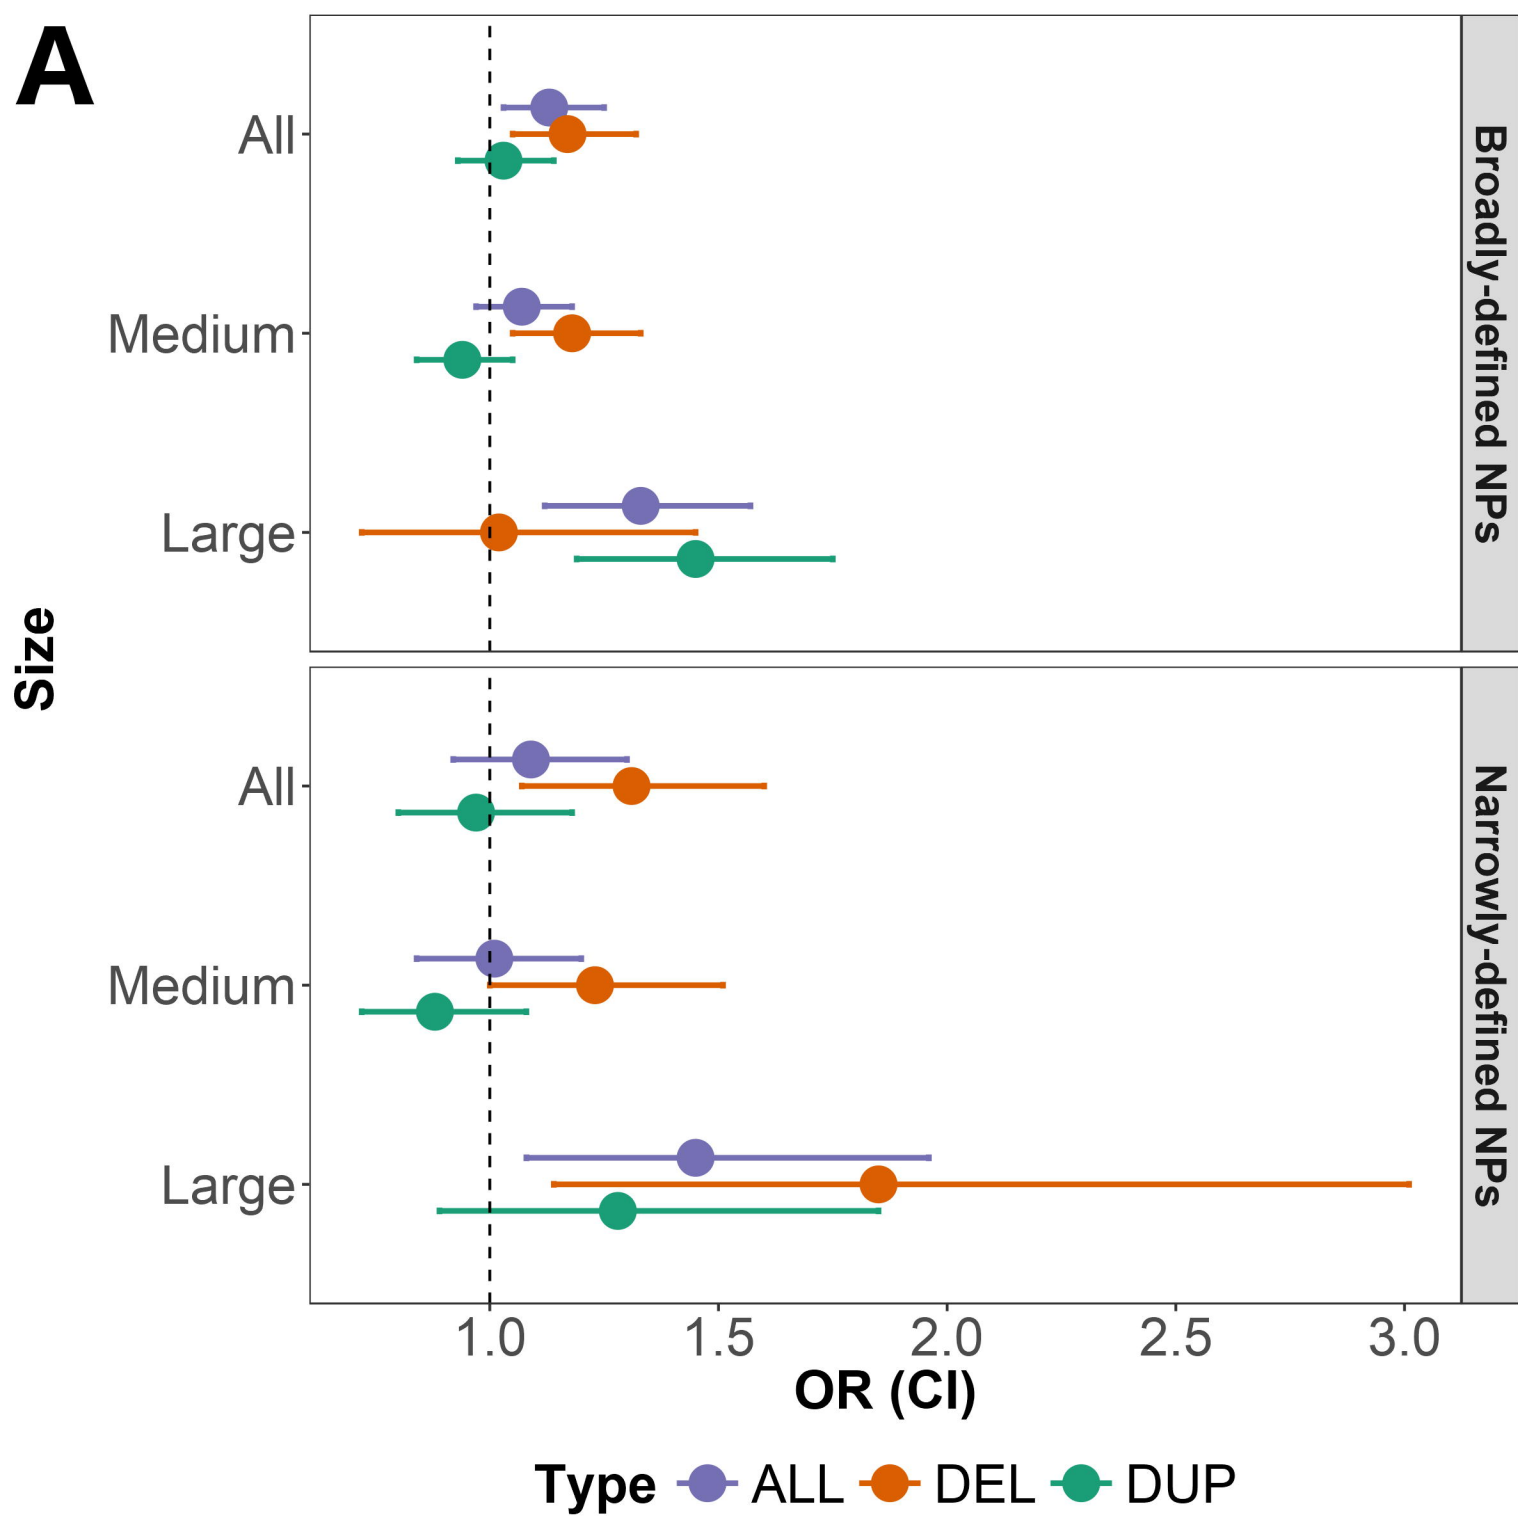 A
All
Medium
Large
Broadly-defined NPs
Size
All
Medium
Large
Narrowly-defined NPs
1.0 1.5 2.0 2.5 3.0
OR (CI)
Type ALL DEL DUP